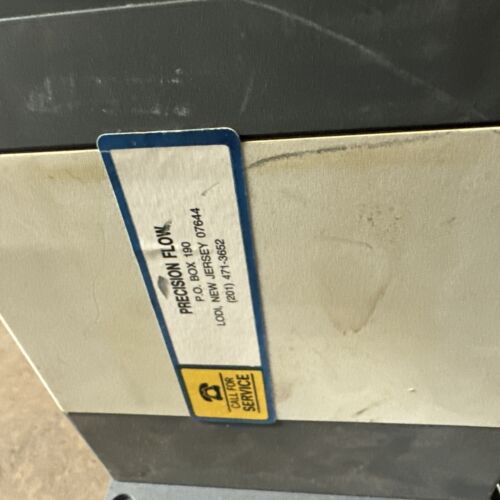 PRECISION FLOW
P.O. BOX 190
LODI, NEW JERSEY 07644
(201) 471-3652
CALL FOR
SERVICE